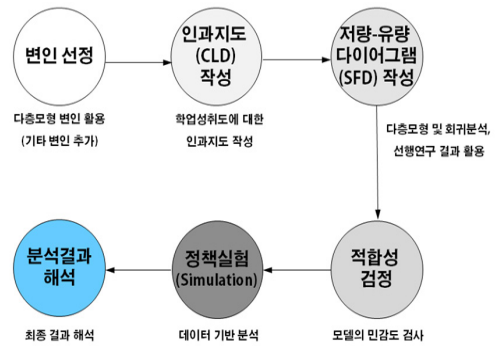 변인 선정
다층모형 변인 활용
(기타 변인 추가)
인과지도
(CLD)
작성
학업성취도에 대한
인과지도 작성
저량-유량
다이어그램
(SFD) 작성
다층모형 및 회귀분석,
선행연구 결과 활용
적합성
검정
모델의 민감도 검사
정책실험
(Simulation)
데이터 기반 분석
분석결과
해석
최종 결과 해석